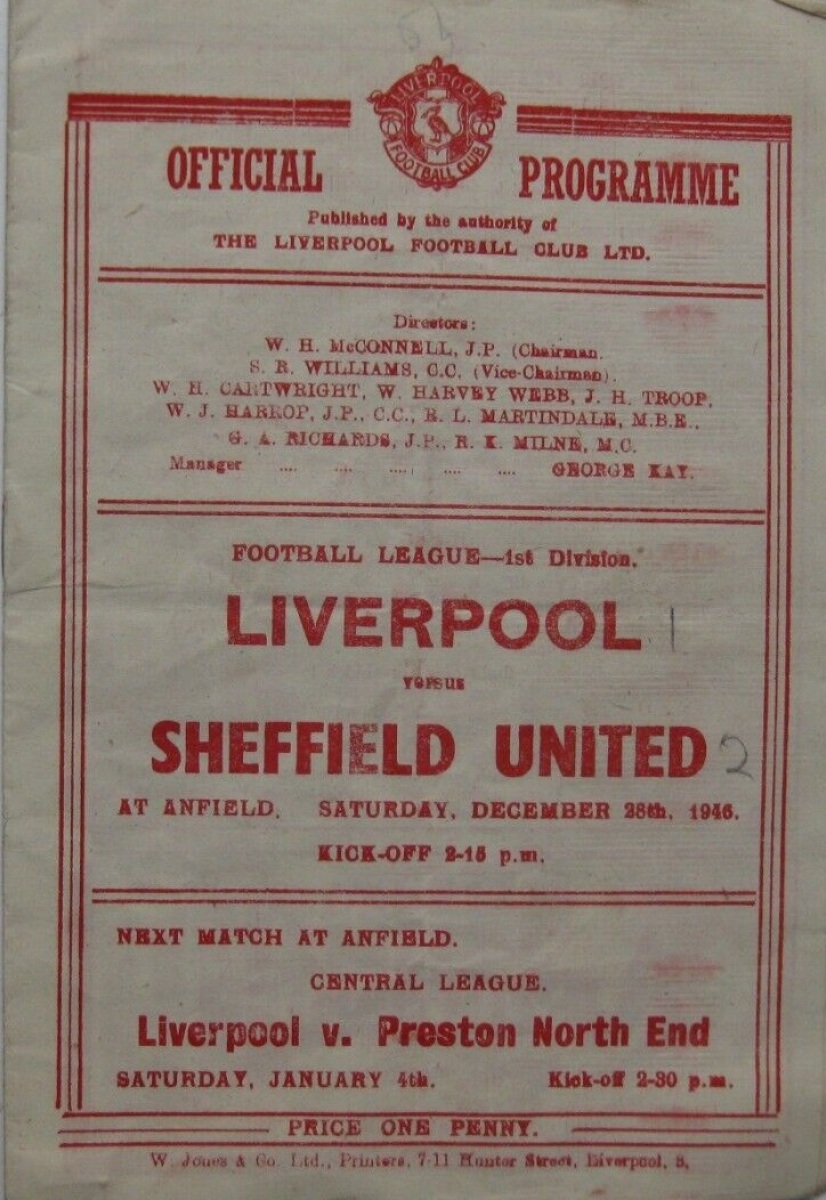 LIVERPOOL
FOOTBALL CLUB
OFFICIAL PROGRAMME
Published by the authority of
THE LIVERPOOL FOOTBALL CLUB LTD.
Directors:
W. H. McCONNELL, J.P. (Chairman.
S. R. WILLIAMS, C.C. (Vice-Chairman).
W. H. CARTWRIGHT, W. HARVEY WEBB, J. H. TROOP,
W. J. HARROP, J.P., C.C., R. L. MARTINDALE, M.B.E.,
G. A. RICHARDS, J.P., R. K. MILNE, M.C.
Manager .... .... .... .... .... GEORGE KAY.
FOOTBALL LEAGUE—1st Division.
LIVERPOOL 1
versus
SHEFFIELD UNITED 2
AT ANFIELD. SATURDAY, DECEMBER 28th, 1946.
KICK-OFF 2-15 p.m.
NEXT MATCH AT ANFIELD.
CENTRAL LEAGUE.
Liverpool v. Preston North End
SATURDAY, JANUARY 4th. Kick-off 2-30 p.m.
PRICE ONE PENNY.
W. Jones & Co. Ltd., Printers, 7-11 Hunter Street, Liverpool, 3,